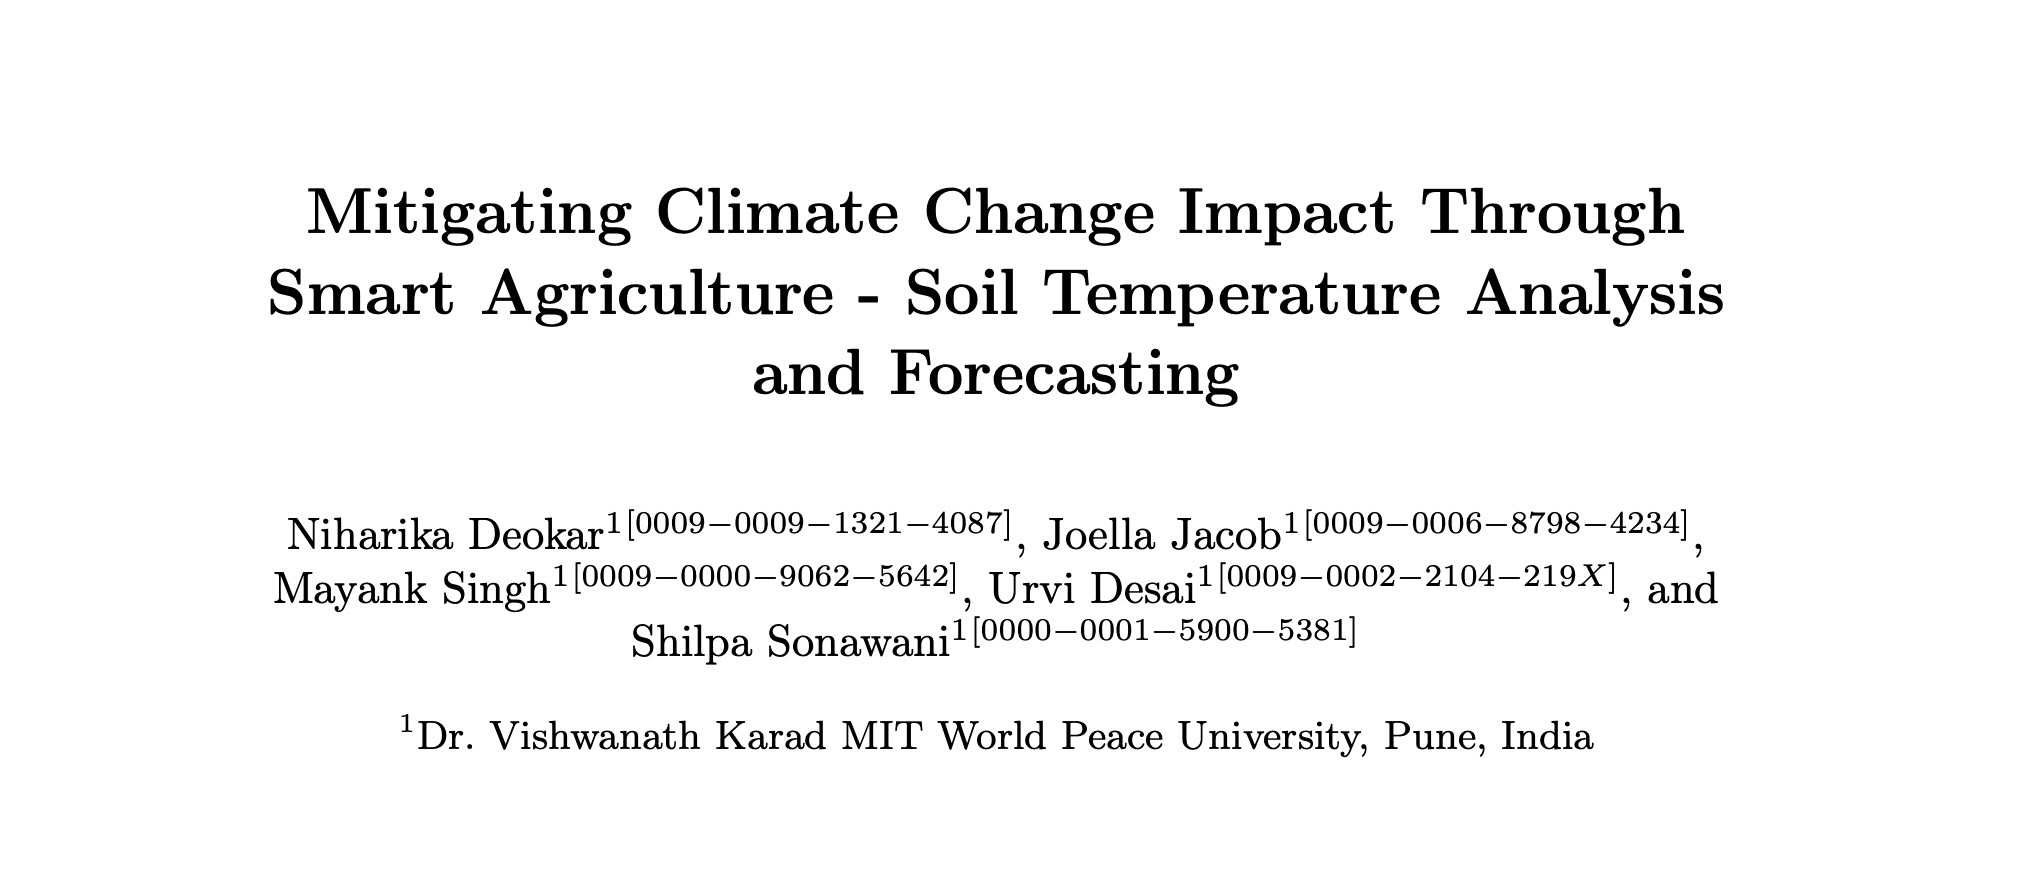 Mitigating Climate Change Impact Through
Smart Agriculture - Soil Temperature Analysis
and Forecasting
Niharika Deokar1[0009−0009−1321−4087], Joella Jacob1[0009−0006−8798−4234],
Mayank Singh1[0009−0000−9062−5642], Urvi Desai1[0009−0002−2104−219X], and
Shilpa Sonawani1[0000−0001−5900−5381]
1Dr. Vishwanath Karad MIT World Peace University, Pune, India